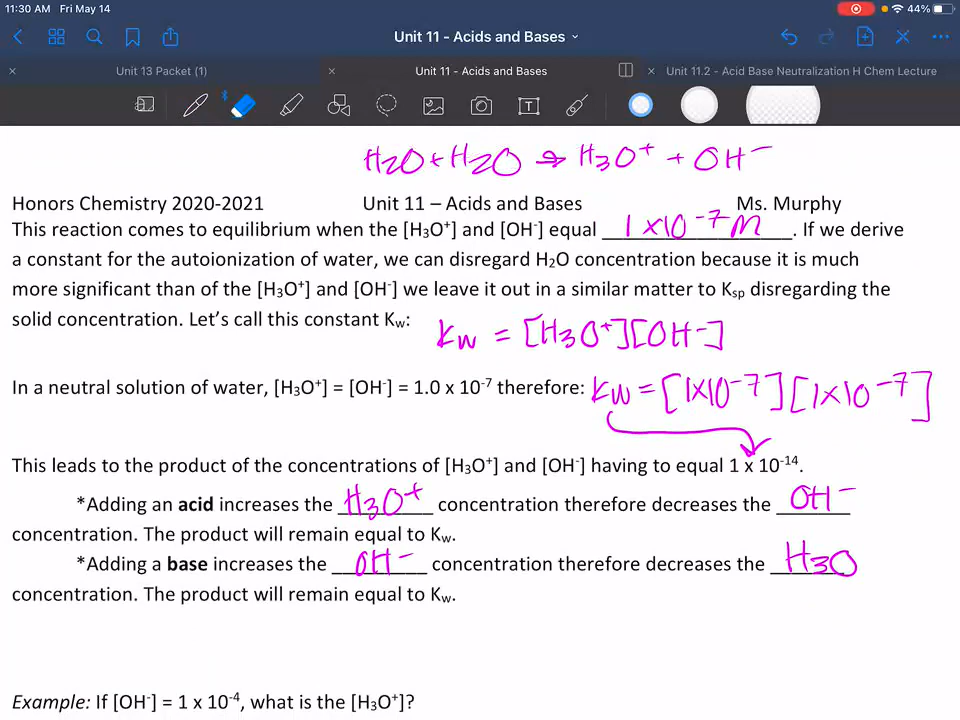 11:30 AM Fri May 14
44%
Unit 11 - Acids and Bases
Unit 13 Packet (1)
Unit 11 - Acids and Bases
Unit 11.2 - Acid Base Neutralization H Chem Lecture
T
H₂O + H₂O ⇌ H₃O⁺ + OH⁻
Honors Chemistry 2020-2021 Unit 11 – Acids and Bases Ms. Murphy
This reaction comes to equilibrium when the [H₃O⁺] and [OH⁻] equal 1 x 10⁻⁷ M. If we derive
a constant for the autoionization of water, we can disregard H₂O concentration because it is much
more significant than of the [H₃O⁺] and [OH⁻] we leave it out in a similar matter to Kₛₚ disregarding the
solid concentration. Let's call this constant Kw: Kw = [H₃O⁺][OH⁻]
In a neutral solution of water, [H₃O⁺] = [OH⁻] = 1.0 x 10⁻⁷ therefore: Kw = [1x10⁻⁷][1x10⁻⁷]
This leads to the product of the concentrations of [H₃O⁺] and [OH⁻] having to equal 1 x 10⁻¹⁴.
*Adding an acid increases the H₃O⁺ concentration therefore decreases the OH⁻
concentration. The product will remain equal to Kw.
*Adding a base increases the OH⁻ concentration therefore decreases the H₃O
concentration. The product will remain equal to Kw.
Example: If [OH⁻] = 1 x 10⁻⁴, what is the [H₃O⁺]?